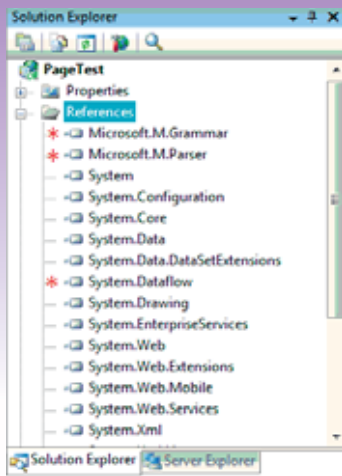 Solution Explorer
PageTest
Properties
References
Microsoft.M.Grammar
Microsoft.M.Parser
System
System.Configuration
System.Core
System.Data
System.Data.DataSetExtensions
System.Dataflow
System.Drawing
System.EnterpriseServices
System.Web
System.Web.Extensions
System.Web.Mobile
System.Web.Services
System.Xml
Solution Explorer Server Explorer